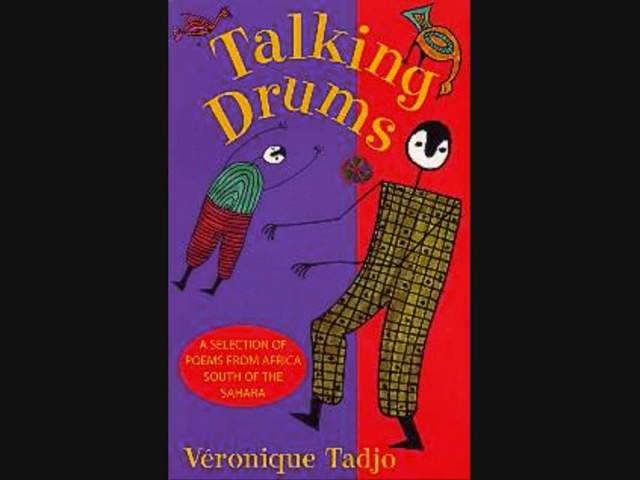 Talking
Drums
A SELECTION OF
POEMS FROM AFRICA
SOUTH OF THE
SAHARA
Véronique Tadjo